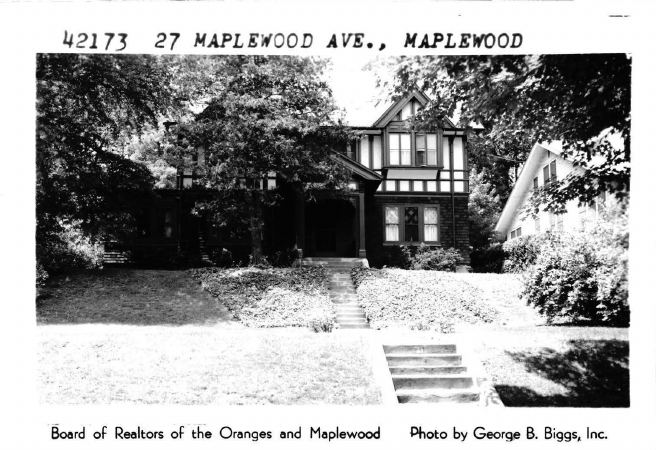 42173 27 MAPLEWOOD AVE., MAPLEWOOD
Board of Realtors of the Oranges and Maplewood Photo by George B. Biggs, Inc.